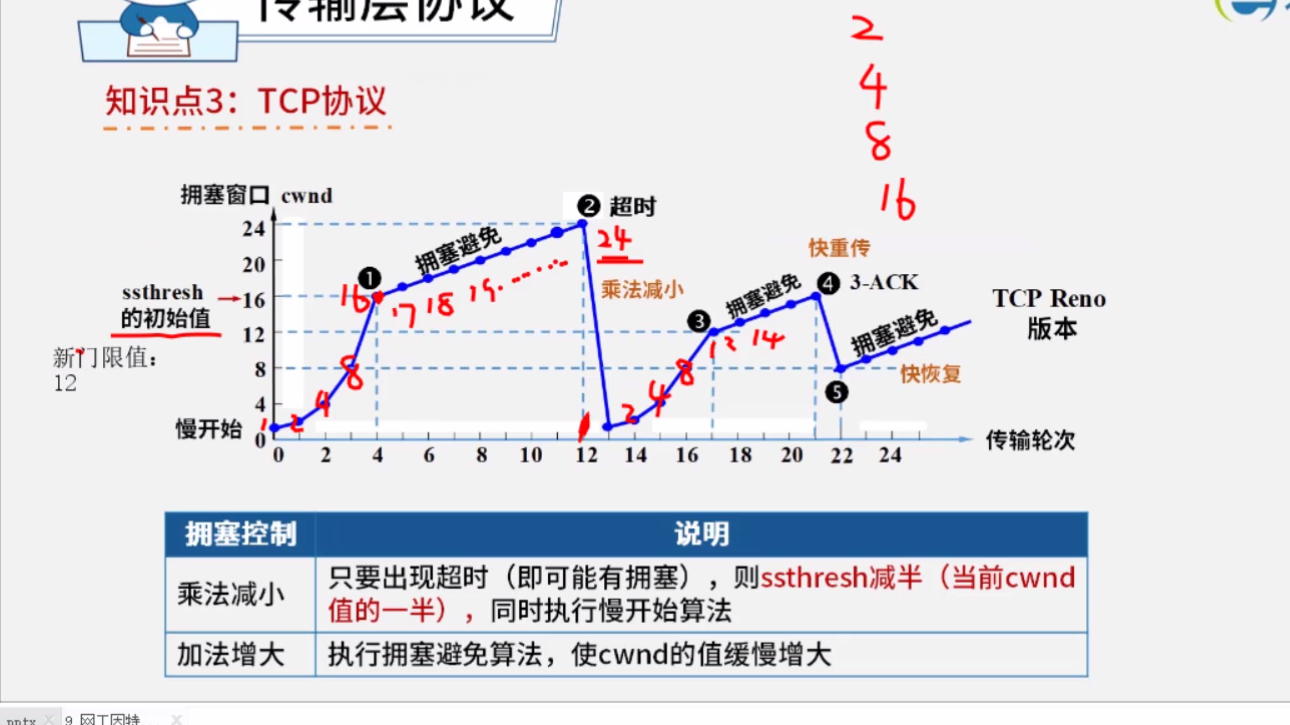 传输层协议
2
4
8
16
知识点3：TCP协议
拥塞窗口 cwnd
24
20
16
12
8
4
0
ssthresh
的初始值
新门限值：
12
慢开始
❶
拥塞避免
❷ 超时
24
乘法减小
16
17 18 19......
8
4
2
1
❸
拥塞避免
❹ 3-ACK
快重传
13 14
8
4
2
拥塞避免
❺
快恢复
TCP Reno
版本
0 2 4 6 8 10 12 14 16 18 20 22 24
传输轮次
拥塞控制 说明
乘法减小 只要出现超时（即可能有拥塞），则ssthresh减半（当前cwnd
值的一半），同时执行慢开始算法
加法增大 执行拥塞避免算法，使cwnd的值缓慢增大
pptx 9 网工因特